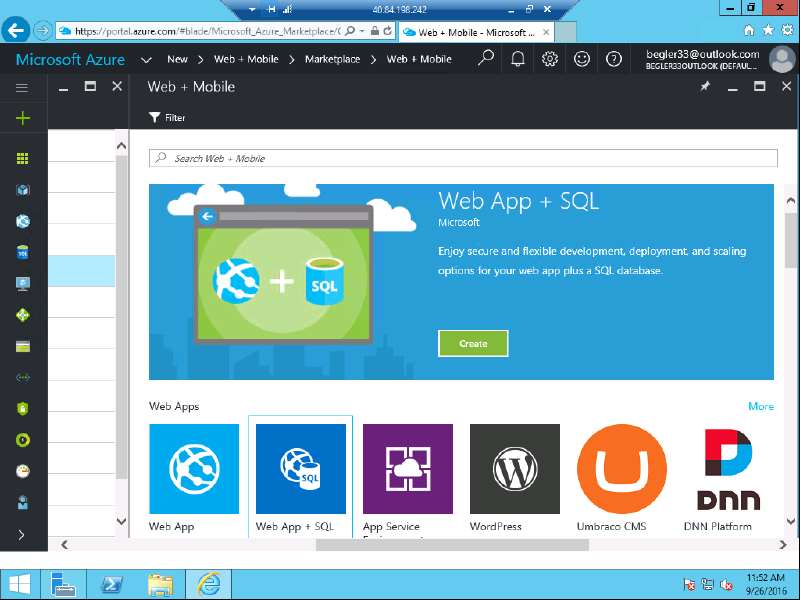 40.84.198.242
https://portal.azure.com/#blade/Microsoft_Azure_Marketplace/
Web + Mobile - Microsoft ...
Microsoft Azure
New
Web + Mobile
Marketplace
Web + Mobile
begler33@outlook.com
BEGLER33OUTLOOK (DEFAUL...
Web + Mobile
Filter
Search Web + Mobile
Web App + SQL
Microsoft
Enjoy secure and flexible development, deployment, and scaling
options for your web app plus a SQL database.
SQL
Create
Web Apps
More
SQL
DNN
Web App
Web App + SQL
App Service
WordPress
Umbraco CMS
DNN Platform
11:52 AM
9/26/2016